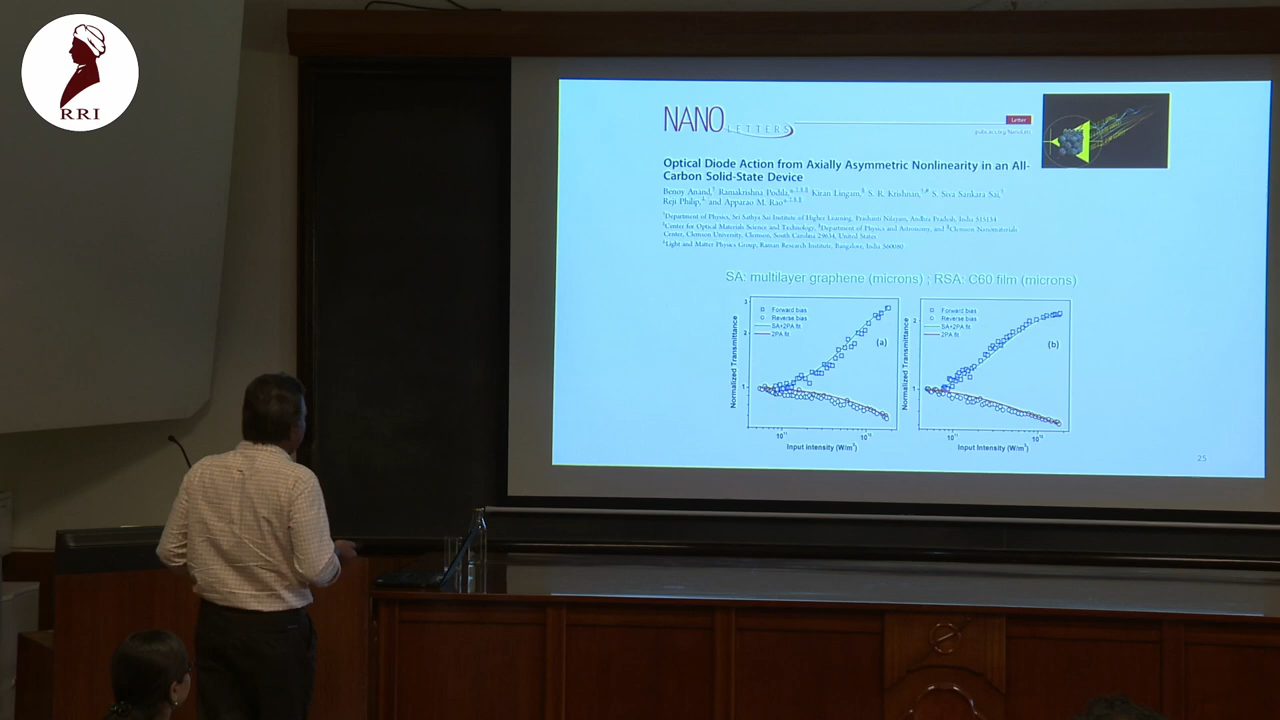 RRI
NANO
LETTERS
Letter
Optical Diode Action from Axially Asymmetric Nonlinearity in an All-
Carbon Solid-State Device
Benoy Anand, Ramakrishna Podila, Kiran Lingam, S. R. Krishnan, S. Siva Sankara Sai,
Reji Philip, and Apparao M. Rao
Department of Physics, Sri Sathya Sai Institute of Higher Learning, Prashanti Nilayam, Andhra Pradesh, India 515134
Center for Optical Materials Science and Technology, Department of Physics and Astronomy, and Clemson Nanomaterials
Center, Clemson University, Clemson, South Carolina 29634, United States
Light and Matter Physics Group, Raman Research Institute, Bangalore, India 560080
SA: multilayer graphene (microns) ; RSA: C60 film (microns)
Normalized Transmittance
3
2
1
Forward bias
Reverse bias
SA+2PA fit
2PA fit
(a)
Input intensity (W/m²)
Normalized Transmittance
2
1
Forward bias
Reverse bias
SA+2PA fit
2PA fit
(b)
Input Intensity (W/m²)
25